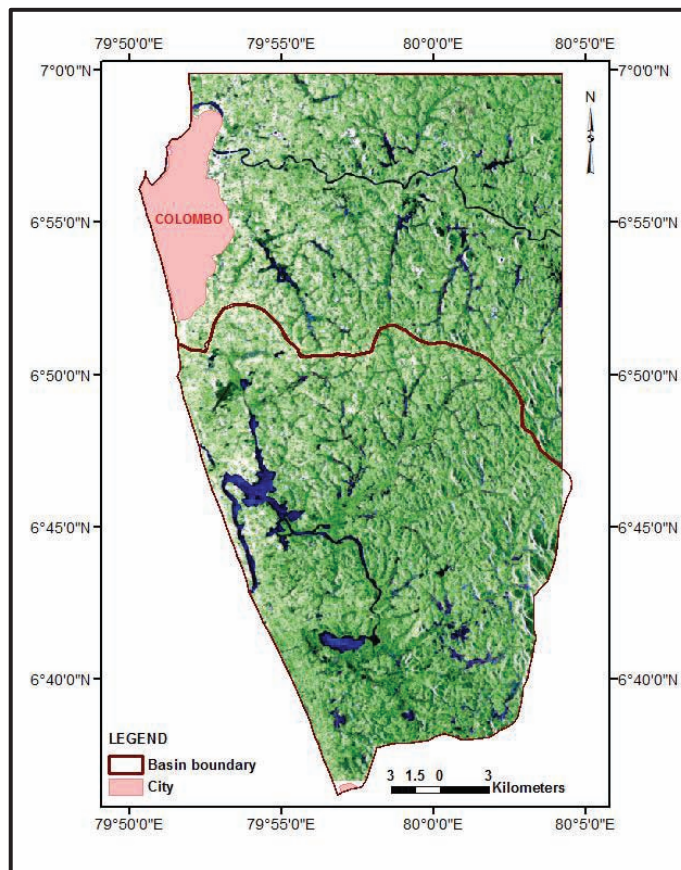 79°50'0"E 79°55'0"E 80°0'0"E 80°5'0"E
7°0'0"N 7°0'0"N
N
S
6°55'0"N 6°55'0"N
COLOMBO
6°50'0"N 6°50'0"N
6°45'0"N 6°45'0"N
6°40'0"N 6°40'0"N
LEGEND
Basin boundary
City
3 1.5 0 3
Kilometers
79°50'0"E 79°55'0"E 80°0'0"E 80°5'0"E